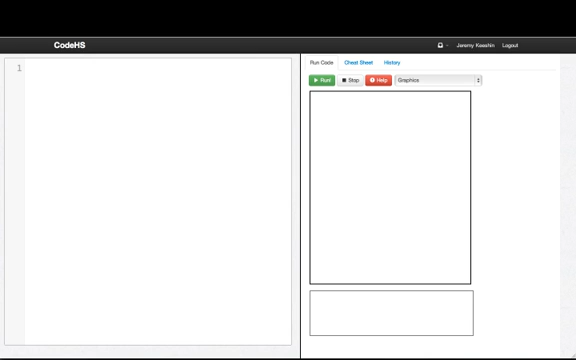 CodeHS
Jeremy Keeshin Logout
1
Run Code Cheat Sheet History
Run! Stop Help Graphics